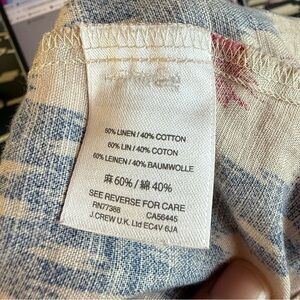 60% LINEN / 40% COTTON
60% LIN / 40% COTON
60% LEINEN / 40% BAUMWOLLE
麻 60% / 綿 40%
SEE REVERSE FOR CARE
RN77388 CA56445
J.CREW U.K. Ltd EC4V 6JA